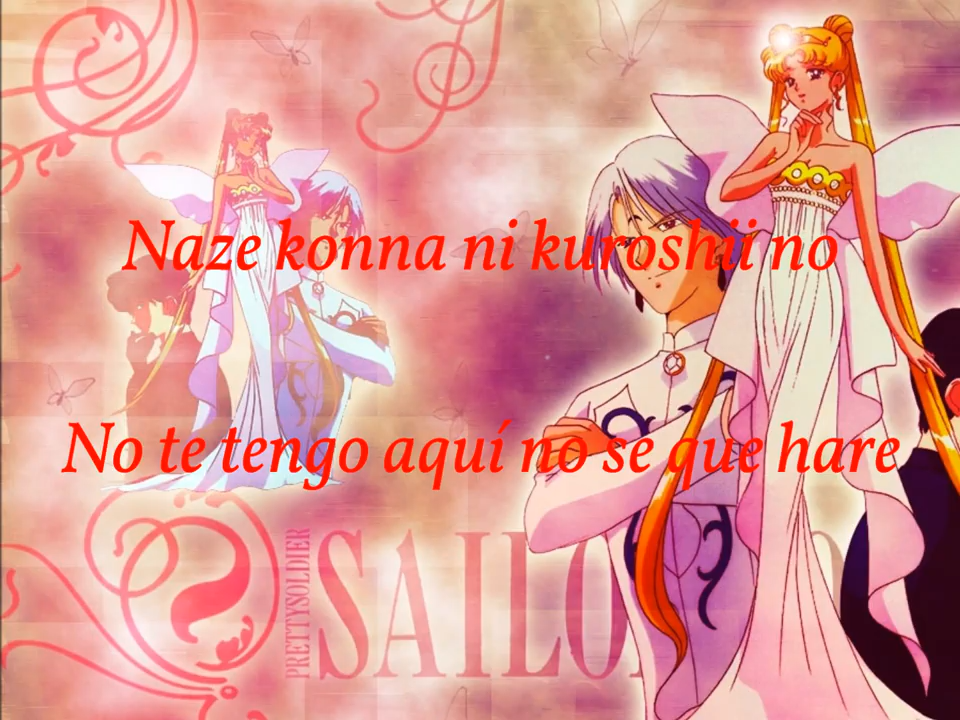 Naze konna ni kuroshii no
No te tengo aquí no se que hare
PRETTYSOLDIER
SAILO